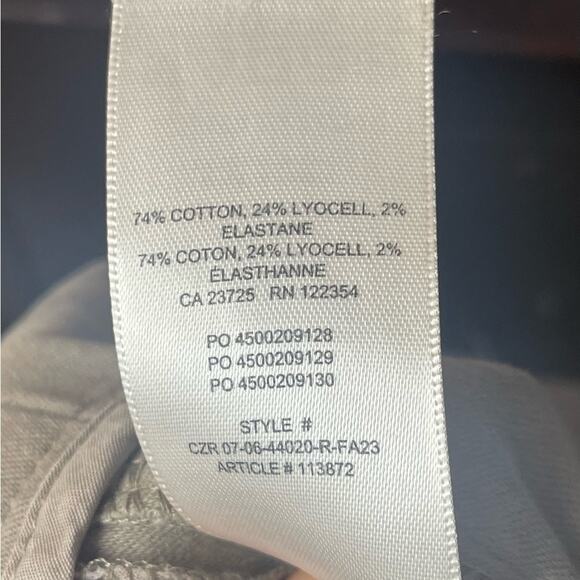 74% COTTON, 24% LYOCELL, 2%
ELASTANE
74% COTON, 24% LYOCELL, 2%
ÉLASTHANNE
CA 23725 RN 122354
PO 4500209128
PO 4500209129
PO 4500209130
STYLE #
CZR 07-06-44020-R-FA23
ARTICLE # 113872